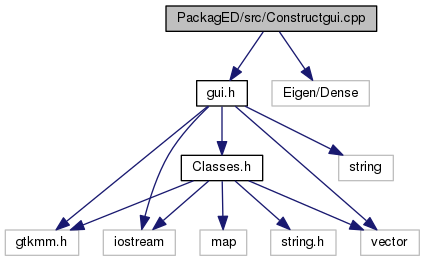 PackagED/src/Constructgui.cpp
gui.h
Eigen/Dense
Classes.h
string
gtkmm.h
iostream
map
string.h
vector